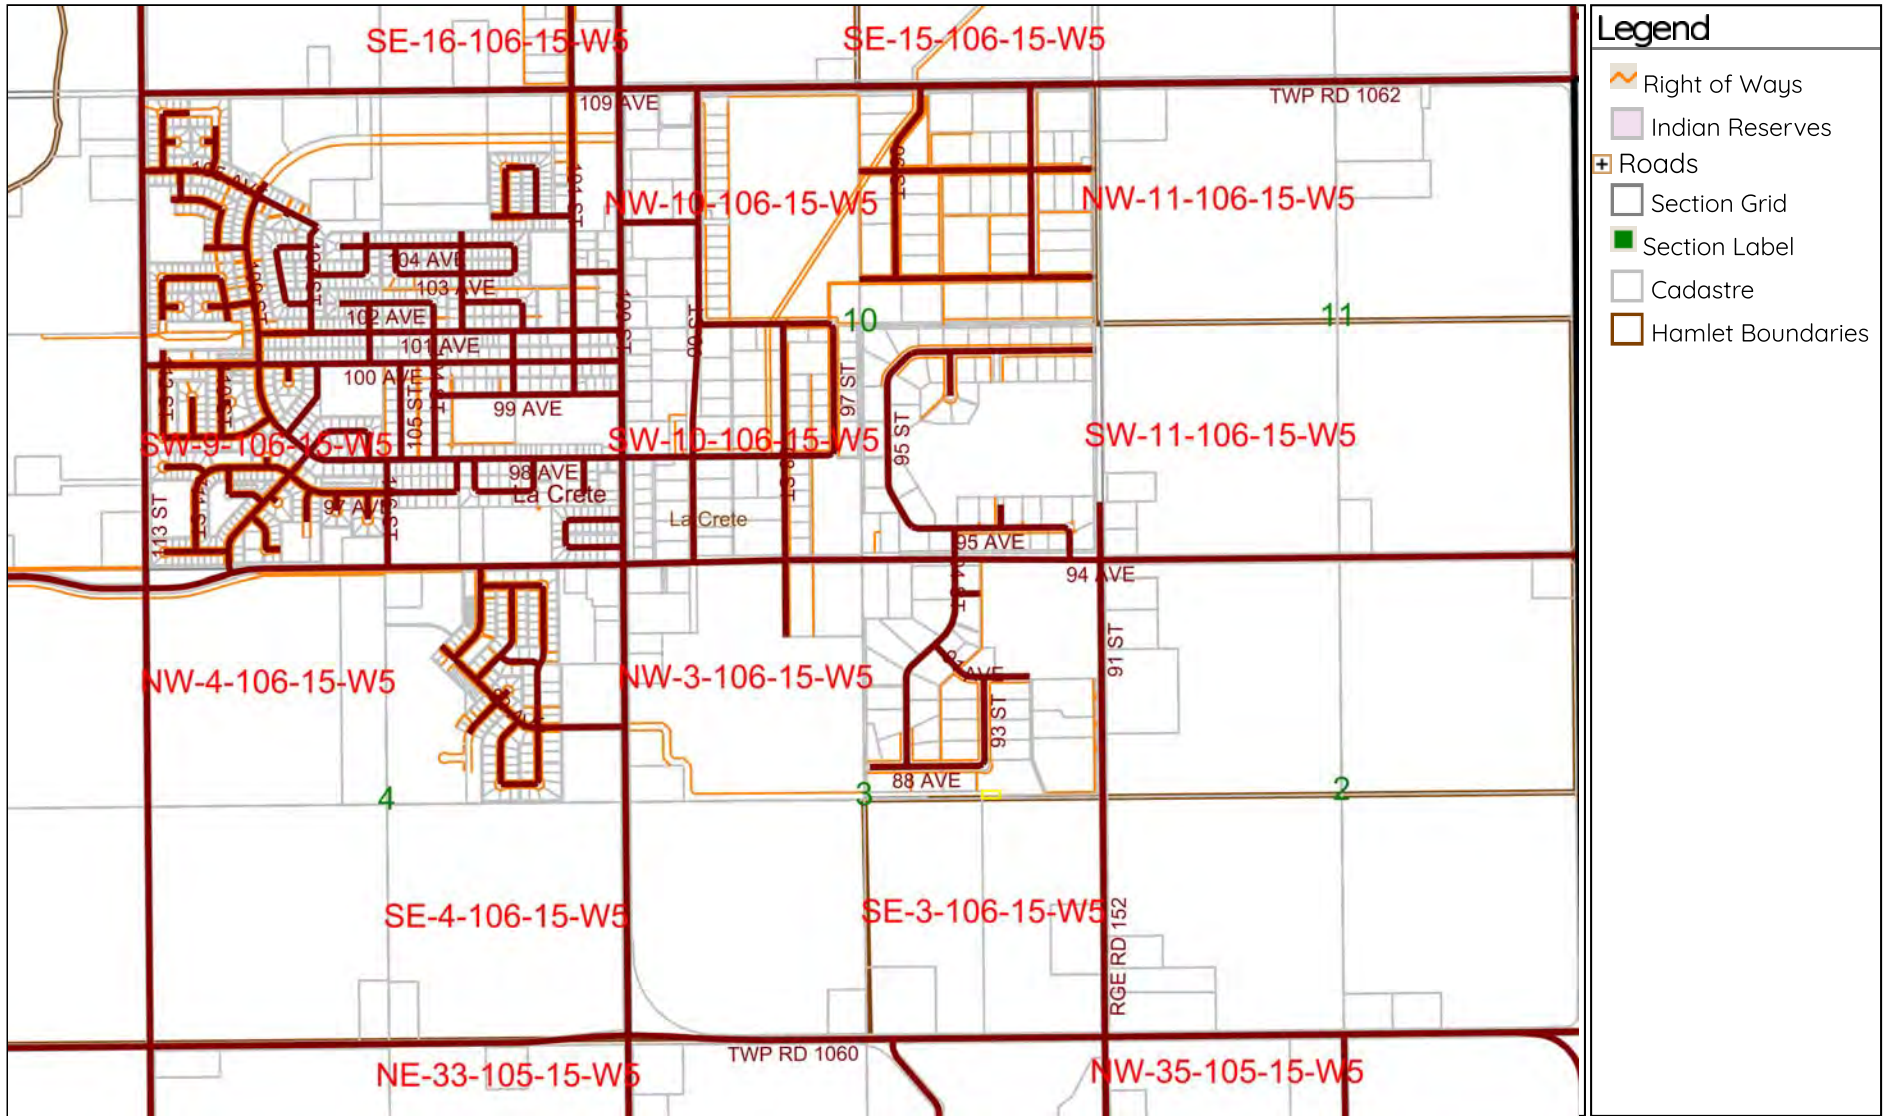 SE-16-106-15-W5
SE-15-106-15-W5
109 AVE
TWP RD 1062
101 ST
NW-10-106-15-W5
NW-11-106-15-W5
104 AVE
103 AVE
102 AVE
101 AVE
100 AVE
99 AVE
105 ST
10
11
97 ST
95 ST
SW-9-106-15-W5
SW-10-106-15-W5
SW-11-106-15-W5
98 AVE
La Crete
La Crete
97 AVE
113 ST
95 AVE
94 AVE
91 ST
NW-4-106-15-W5
NW-3-106-15-W5
93 ST
88 AVE
4
3
2
SE-4-106-15-W5
SE-3-106-15-W5
RGE RD 152
TWP RD 1060
NE-33-105-15-W5
NW-35-105-15-W5
Legend
Right of Ways
Indian Reserves
+ Roads
Section Grid
Section Label
Cadastre
Hamlet Boundaries